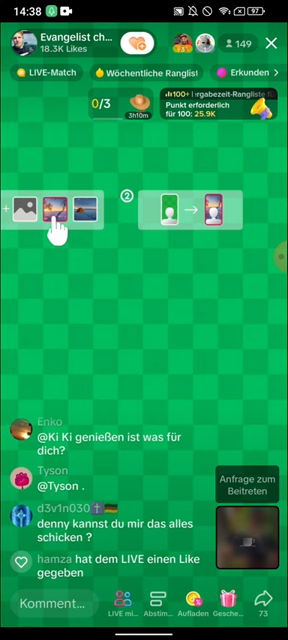 14:38
97
Evangelist ch...
18.3K Likes
149
LIVE-Match
Wöchentliche Ranglist
Erkunden
0/3
3h10m
100+
ergabezeit-Rangliste
Punkt erforderlich
für 100: 25.9K
+
2
Enko
@Ki Ki genießen ist was für
dich?
Tyson
@Tyson .
d3v1n030✝️🇩🇪
denny kannst du mir das alles
schicken ?
hamza hat dem LIVE einen Like
gegeben
Anfrage zum
Beitreten
Komment...
LIVE mi...
Abstim...
Aufladen
Gesche...
73